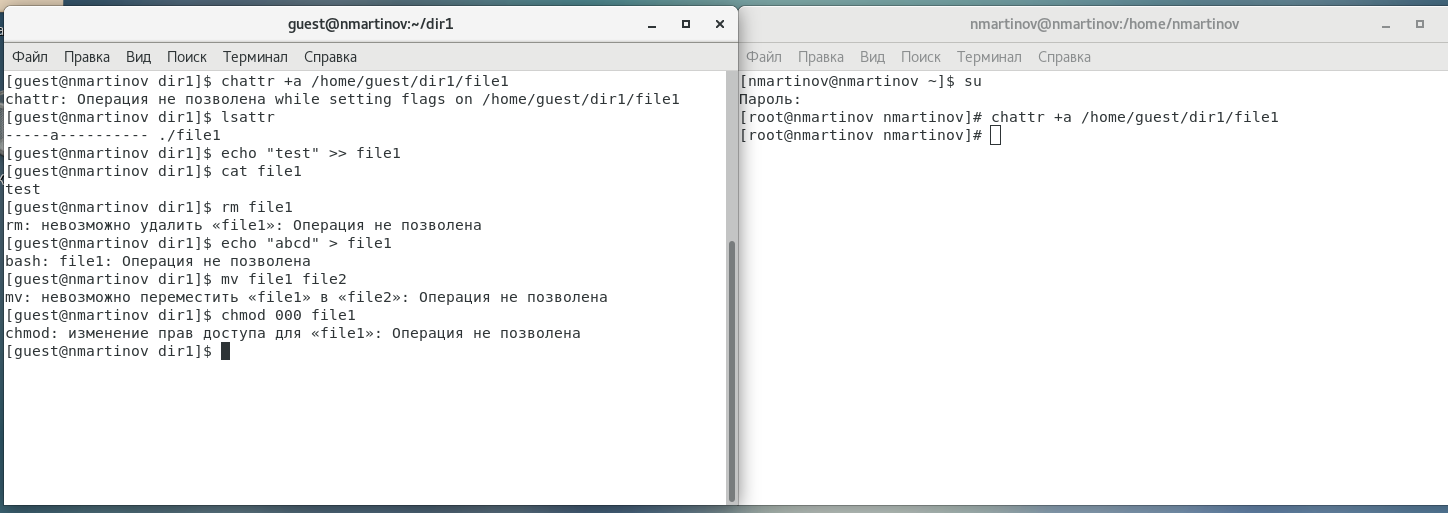 guest@nmartinov:~/dir1
Файл Правка Вид Поиск Терминал Справка
[guest@nmartinov dir1]$ chattr +a /home/guest/dir1/file1
chattr: Операция не позволена while setting flags on /home/guest/dir1/file1
[guest@nmartinov dir1]$ lsattr
-----a---------- ./file1
[guest@nmartinov dir1]$ echo "test" >> file1
[guest@nmartinov dir1]$ cat file1
test
[guest@nmartinov dir1]$ rm file1
rm: невозможно удалить «file1»: Операция не позволена
[guest@nmartinov dir1]$ echo "abcd" > file1
bash: file1: Операция не позволена
[guest@nmartinov dir1]$ mv file1 file2
mv: невозможно переместить «file1» в «file2»: Операция не позволена
[guest@nmartinov dir1]$ chmod 000 file1
chmod: изменение прав доступа для «file1»: Операция не позволена
[guest@nmartinov dir1]$
nmartinov@nmartinov:/home/nmartinov
Файл Правка Вид Поиск Терминал Справка
[nmartinov@nmartinov ~]$ su
Пароль:
[root@nmartinov nmartinov]# chattr +a /home/guest/dir1/file1
[root@nmartinov nmartinov]#